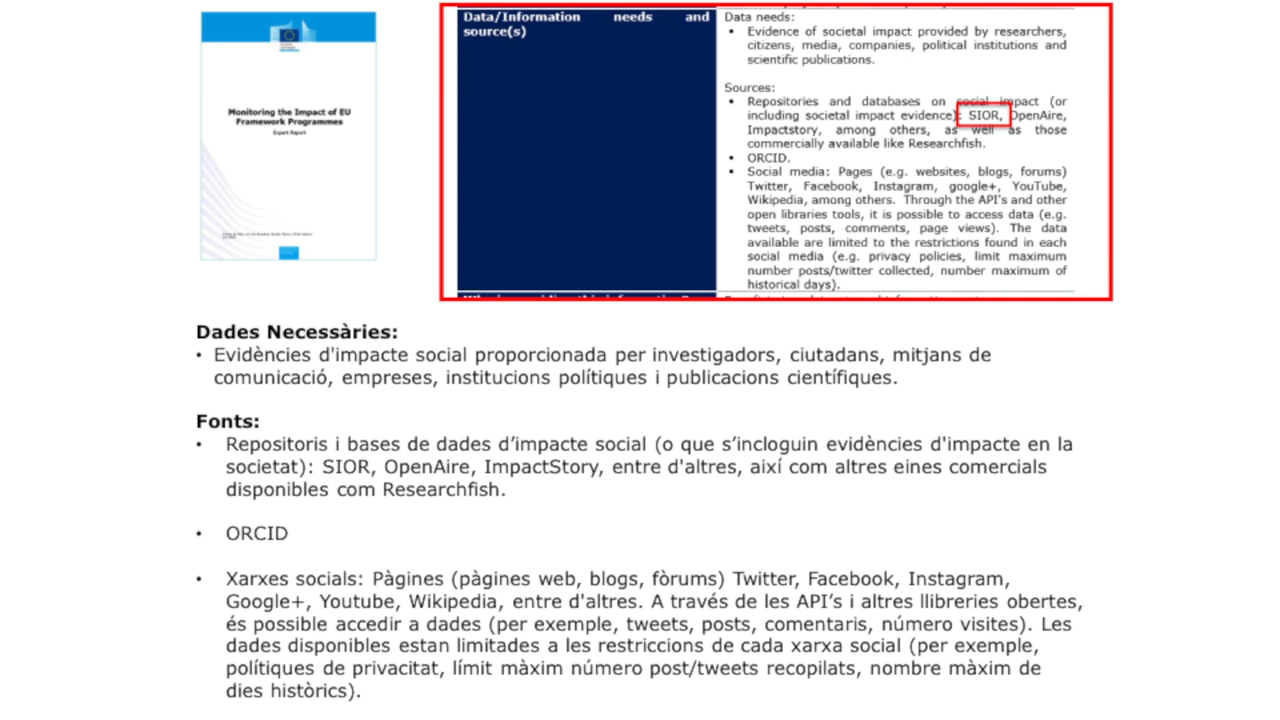 Monitoring the Impact of EU
Framework Programmes
Expert Report
Data/Information needs and
source(s)
Data needs:
• Evidence of societal impact provided by researchers,
citizens, media, companies, political institutions and
scientific publications.
Sources:
• Repositories and databases on social impact (or
including societal impact evidence): SIOR, OpenAire,
Impactstory, among others, as well as those
commercially available like Researchfish.
• ORCID.
• Social media: Pages (e.g. websites, blogs, forums)
Twitter, Facebook, Instagram, google+, YouTube,
Wikipedia, among others. Through the API's and other
open libraries tools, it is possible to access data (e.g.
tweets, posts, comments, page views). The data
available are limited to the restrictions found in each
social media (e.g. privacy policies, limit maximum
number posts/twitter collected, number maximum of
historical days).
Dades Necessàries:
• Evidències d'impacte social proporcionada per investigadors, ciutadans, mitjans de
comunicació, empreses, institucions polítiques i publicacions científiques.
Fonts:
• Repositoris i bases de dades d’impacte social (o que s’incloguin evidències d'impacte en la
societat): SIOR, OpenAire, ImpactStory, entre d'altres, així com altres eines comercials
disponibles com Researchfish.
• ORCID
• Xarxes socials: Pàgines (pàgines web, blogs, fòrums) Twitter, Facebook, Instagram,
Google+, Youtube, Wikipedia, entre d'altres. A través de les API’s i altres llibreries obertes,
és possible accedir a dades (per exemple, tweets, posts, comentaris, número visites). Les
dades disponibles estan limitades a les restriccions de cada xarxa social (per exemple,
polítiques de privacitat, límit màxim número post/tweets recopilats, nombre màxim de
dies històrics).